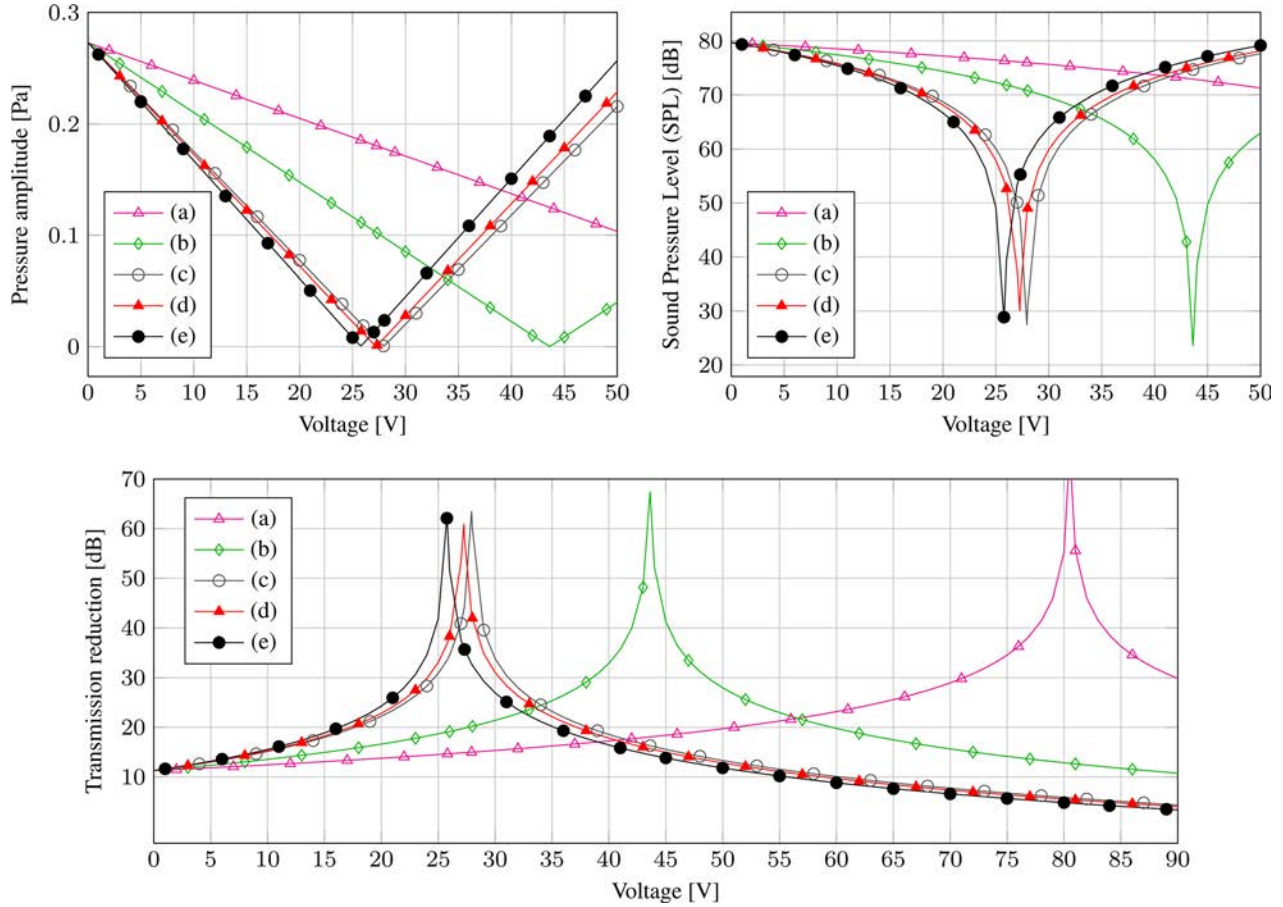 Pressure amplitude [Pa]
0.3
0.2
0.1
0
(a)
(b)
(c)
(d)
(e)
0 5 10 15 20 25 30 35 40 45 50
Voltage [V]
Sound Pressure Level (SPL) [dB]
80
70
60
50
40
30
20
(a)
(b)
(c)
(d)
(e)
0 5 10 15 20 25 30 35 40 45 50
Voltage [V]
Transmission reduction [dB]
70
60
50
40
30
20
10
(a)
(b)
(c)
(d)
(e)
0 5 10 15 20 25 30 35 40 45 50 55 60 65 70 75 80 85 90
Voltage [V]